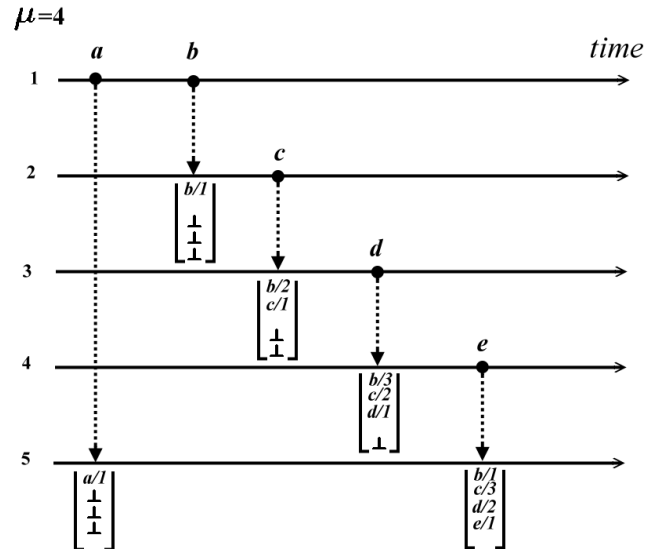 μ=4
a b time
1
c
2
b/1
⊥
⊥
⊥
d
3
b/2
c/1
⊥
⊥
e
4
b/3
c/2
d/1
⊥
5
a/1
⊥
⊥
⊥
b/1
c/3
d/2
e/1